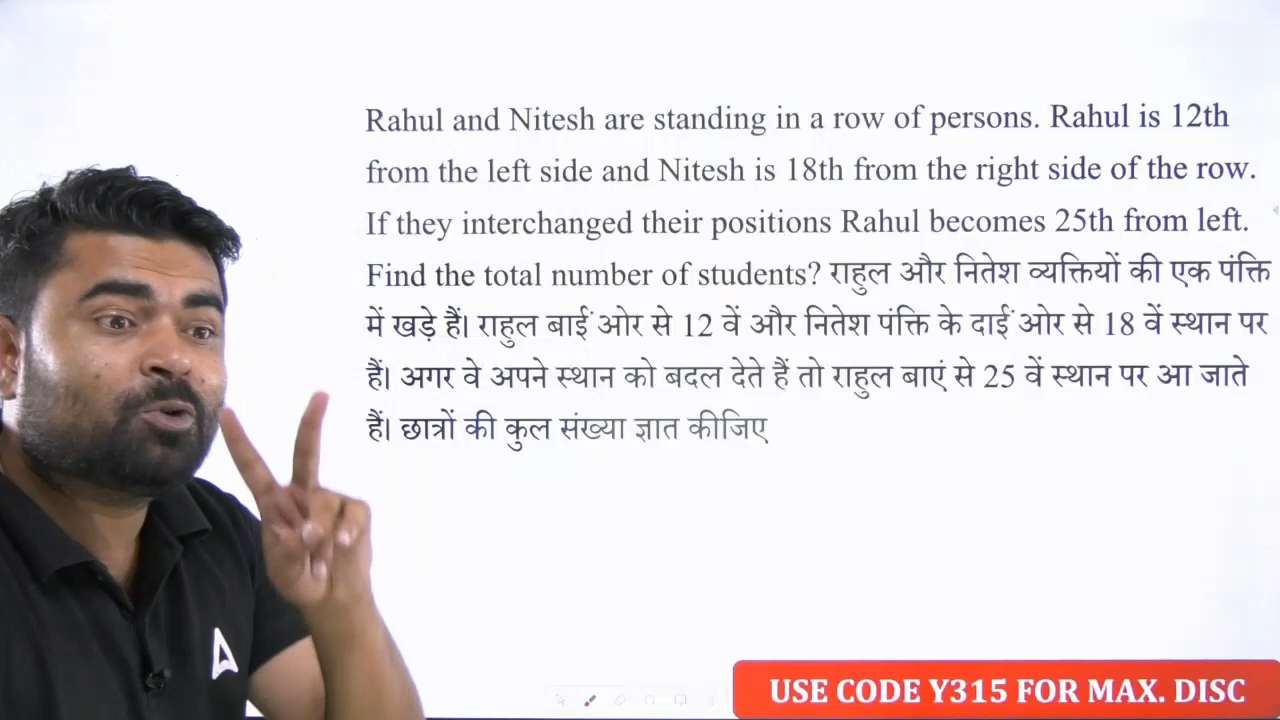 Rahul and Nitesh are standing in a row of persons. Rahul is 12th
from the left side and Nitesh is 18th from the right side of the row.
If they interchanged their positions Rahul becomes 25th from left.
Find the total number of students? राहुल और नितेश व्यक्तियों की एक पंक्ति
में खड़े हैं। राहुल बाईं ओर से 12 वें और नितेश पंक्ति के दाईं ओर से 18 वें स्थान पर
हैं। अगर वे अपने स्थान को बदल देते हैं तो राहुल बाएं से 25 वें स्थान पर आ जाते
हैं। छात्रों की कुल संख्या ज्ञात कीजिए
USE CODE Y315 FOR MAX. DISC